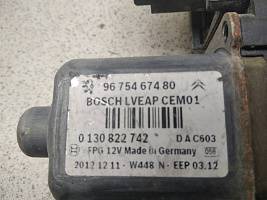 96 754 674 80
BOSCH LVEAP CEM01
0 130 822 742 D A C603
FPG 12V Made in Germany
2012 12 11 - W448 N - EEP 03.12